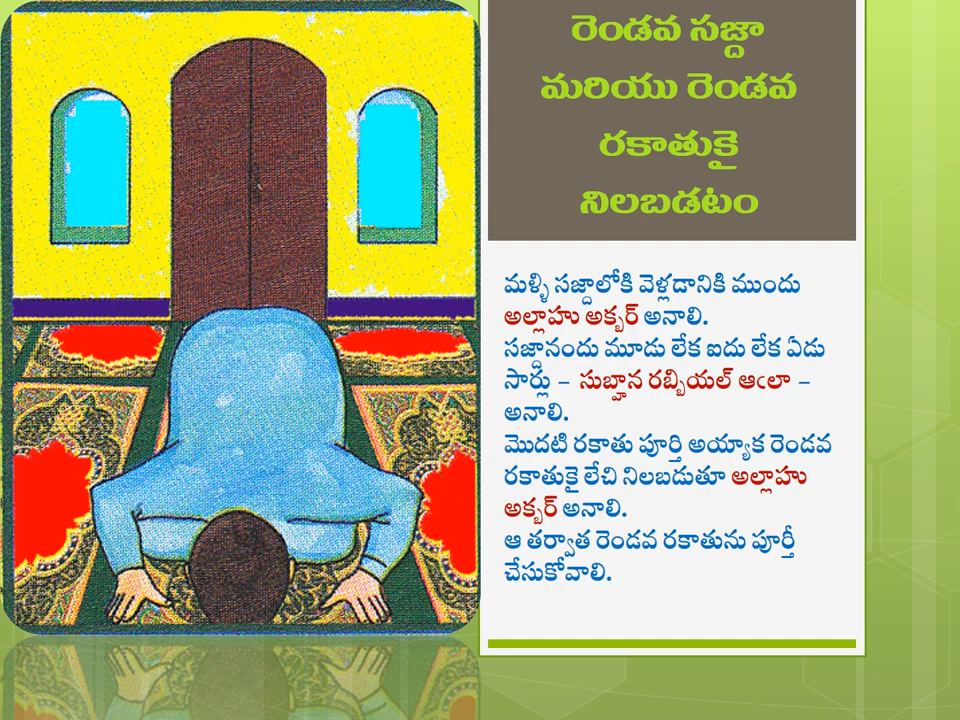 రెండవ సజ్దా
మరియు రెండవ
రకాతుకై
నిలబడటం
మళ్ళి సజ్దాలోకి వెళ్లడానికి ముందు
అల్లాహు అక్బర్ అనాలి.
సజ్దానందు మూడు లేక ఐదు లేక ఏడు
సార్లు – సుబ్హాన రబ్బియల్ ఆఁలా –
అనాలి.
మొదటి రకాతు పూర్తి అయ్యాక రెండవ
రకాతుకై లేచి నిలబడుతూ అల్లాహు
అక్బర్ అనాలి.
ఆ తర్వాత రెండవ రకాతును పూర్తీ
చేసుకోవాలి.